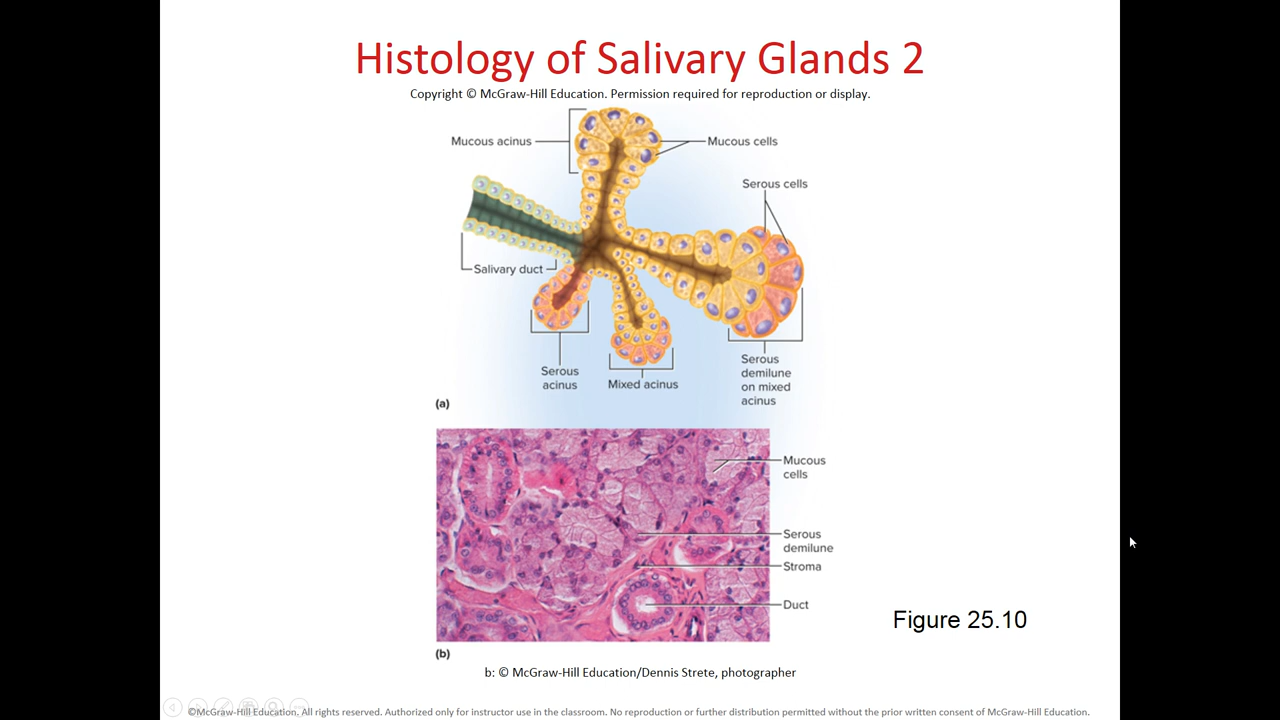 Histology of Salivary Glands 2
Copyright © McGraw-Hill Education. Permission required for reproduction or display.
Mucous acinus
Mucous cells
Serous cells
Salivary duct
Serous
acinus
Mixed acinus
Serous
demilune
on mixed
acinus
(a)
Mucous
cells
Serous
demilune
Stroma
Duct
Figure 25.10
(b)
b: © McGraw-Hill Education/Dennis Strete, photographer
©McGraw-Hill Education. All rights reserved. Authorized only for instructor use in the classroom. No reproduction or further distribution permitted without the prior written consent of McGraw-Hill Education.